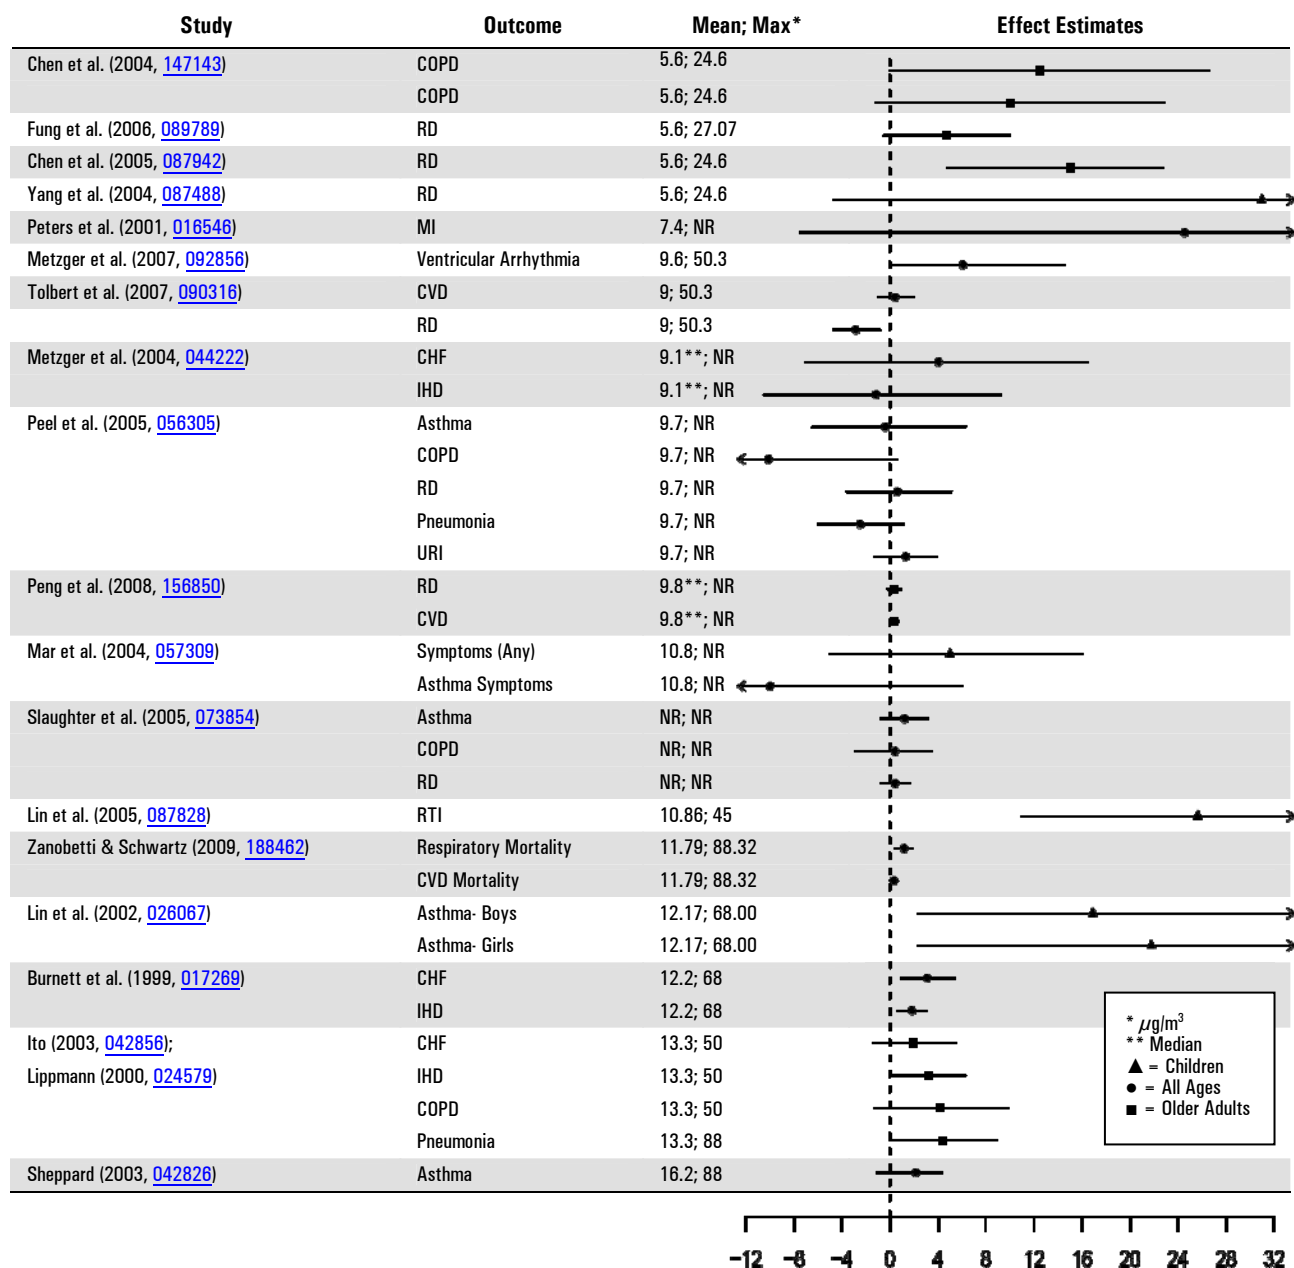 Study Outcome Mean; Max* Effect Estimates
Chen et al. (2004, 147143) COPD 5.6; 24.6
COPD 5.6; 24.6
Fung et al. (2006, 089789) RD 5.6; 27.07
Chen et al. (2005, 087942) RD 5.6; 24.6
Yang et al. (2004, 087488) RD 5.6; 24.6
Peters et al. (2001, 016546) MI 7.4; NR
Metzger et al. (2007, 092856) Ventricular Arrhythmia 9.6; 50.3
Tolbert et al. (2007, 090316) CVD 9; 50.3
RD 9; 50.3
Metzger et al. (2004, 044222) CHF 9.1**; NR
IHD 9.1**; NR
Peel et al. (2005, 056305) Asthma 9.7; NR
COPD 9.7; NR
RD 9.7; NR
Pneumonia 9.7; NR
URI 9.7; NR
Peng et al. (2008, 156850) RD 9.8**; NR
CVD 9.8**; NR
Mar et al. (2004, 057309) Symptoms (Any) 10.8; NR
Asthma Symptoms 10.8; NR
Slaughter et al. (2005, 073854) Asthma NR; NR
COPD NR; NR
RD NR; NR
Lin et al. (2005, 087828) RTI 10.86; 45
Zanobetti & Schwartz (2009, 188462) Respiratory Mortality 11.79; 88.32
CVD Mortality 11.79; 88.32
Lin et al. (2002, 026067) Asthma- Boys 12.17; 68.00
Asthma- Girls 12.17; 68.00
Burnett et al. (1999, 017269) CHF 12.2; 68
IHD 12.2; 68
Ito (2003, 042856); CHF 13.3; 50
Lippmann (2000, 024579) IHD 13.3; 50
COPD 13.3; 50
Pneumonia 13.3; 88
Sheppard (2003, 042826) Asthma 16.2; 88
* µg/m³
** Median
▲ = Children
● = All Ages
■ = Older Adults
−12 −8 −4 0 4 8 12 16 20 24 28 32